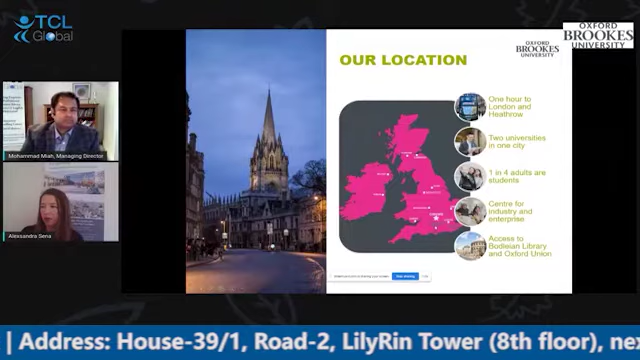 TCL
Global
OXFORD
BROOKES
UNIVERSITY
OUR LOCATION
OXFORD
BROOKES
UNIVERSITY
One hour to
London and
Heathrow
Two universities
in one city
1 in 4 adults are
students
Centre for
industry and
enterprise
Access to
Bodleian Library
and Oxford Union
Mohammad Miah, Managing Director
Alexsandra Sena
| Address: House-39/1, Road-2, LilyRin Tower (8th floor), nex